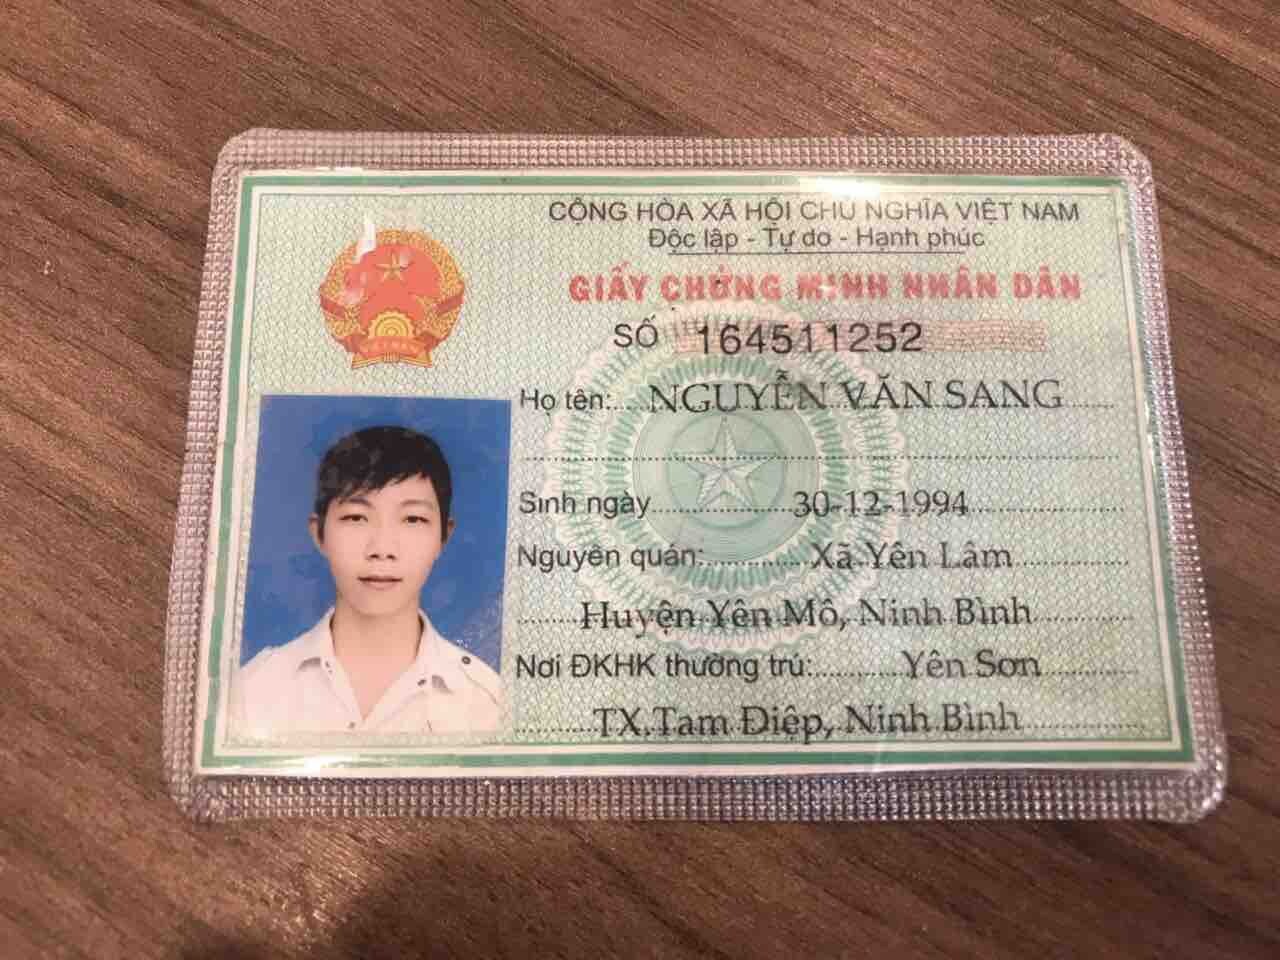 CỘNG HÒA XÃ HỘI CHỦ NGHĨA VIỆT NAM
Độc lập - Tự do - Hạnh phúc
GIẤY CHỨNG MINH NHÂN DÂN
SỐ 164511252
Họ tên: NGUYỄN VĂN SANG
Sinh ngày 30-12-1994
Nguyên quán: Xã Yên Lâm
Huyện Yên Mô, Ninh Bình
Nơi ĐKHK thường trú: Yên Sơn
TX.Tam Điệp, Ninh Bình